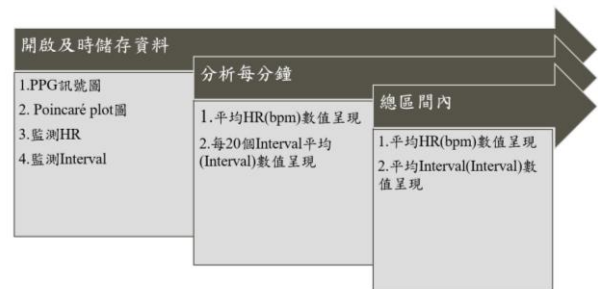 開啟及時儲存資料
1.PPG訊號圖
2. Poincaré plot圖
3.監測HR
4.監測Interval
分析每分鐘
1.平均HR(bpm)數值呈現
2.每20個Interval平均
(Interval)數值呈現
總區間內
1.平均HR(bpm)數值呈現
2.平均Interval(Interval)數
值呈現